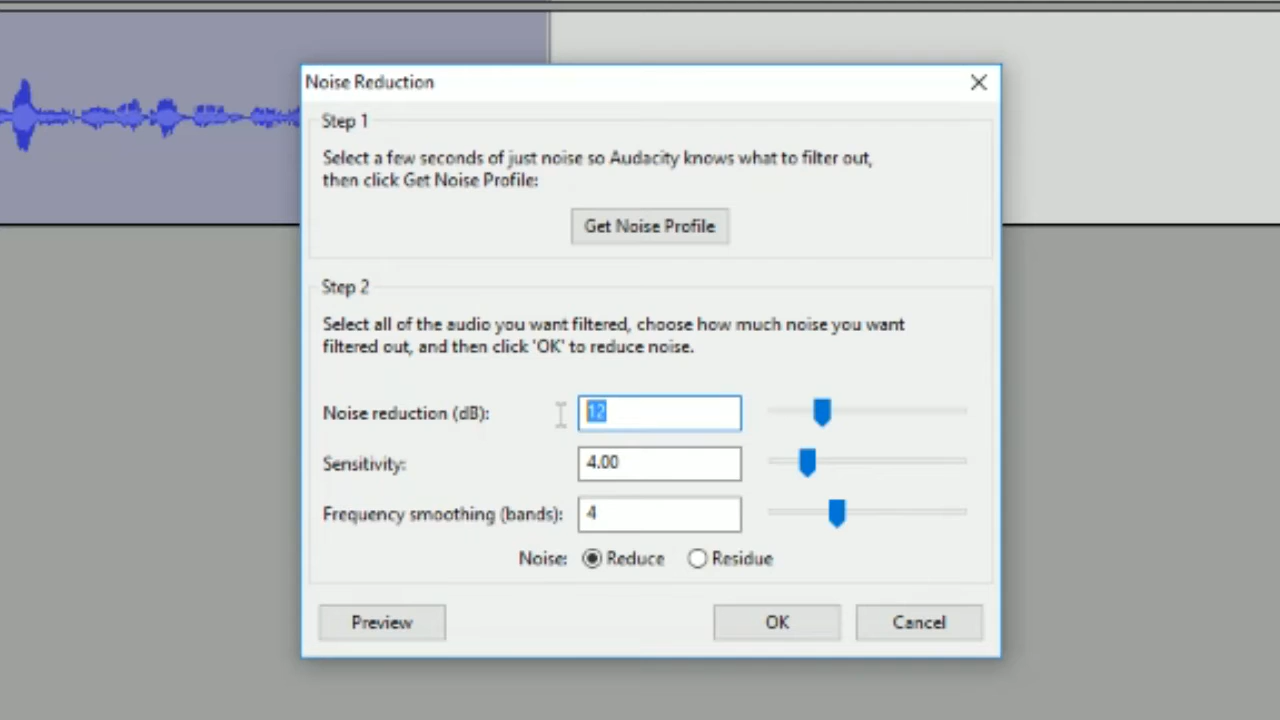 Noise Reduction
Step 1
Select a few seconds of just noise so Audacity knows what to filter out,
then click Get Noise Profile:
Get Noise Profile
Step 2
Select all of the audio you want filtered, choose how much noise you want
filtered out, and then click 'OK' to reduce noise.
Noise reduction (dB): 12
Sensitivity: 4.00
Frequency smoothing (bands): 4
Noise: Reduce Residue
Preview OK Cancel